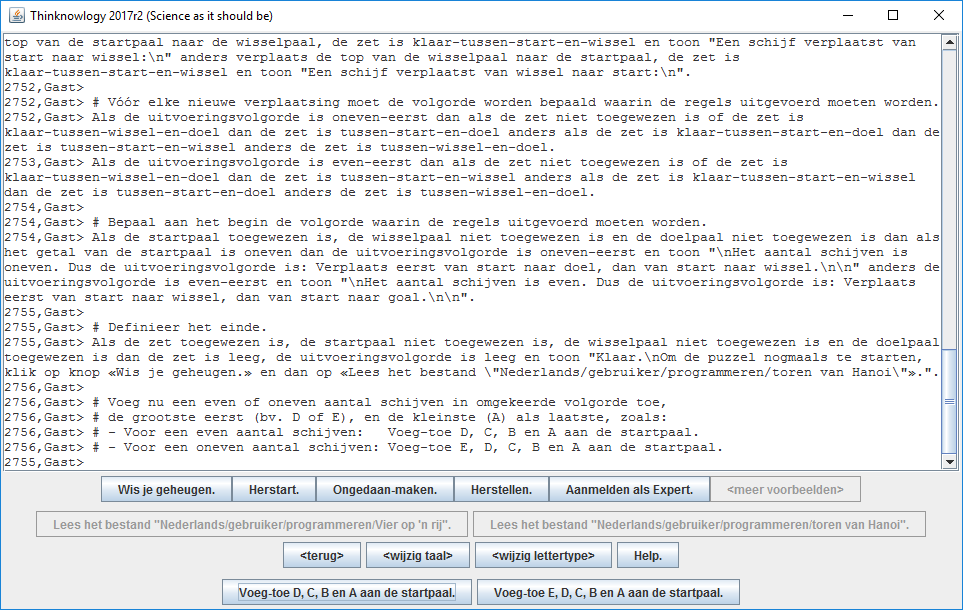 Thinknowlogy 2017r2 (Science as it should be)
top van de startpaal naar de wisselpaal, de zet is klaar-tussen-start-en-wissel en toon "Een schijf verplaatst van
start naar wissel:\n" anders verplaats de top van de wisselpaal naar de startpaal, de zet is
klaar-tussen-start-en-wissel en toon "Een schijf verplaatst van wissel naar start:\n".
2752,Gast>
2752,Gast> # Vóór elke nieuwe verplaatsing moet de volgorde worden bepaald waarin de regels uitgevoerd moeten worden.
2752,Gast> Als de uitvoeringsvolgorde is oneven-eerst dan als de zet niet toegewezen is of de zet is
klaar-tussen-wissel-en-doel dan de zet is tussen-start-en-doel anders als de zet is klaar-tussen-start-en-doel dan de
zet is tussen-start-en-wissel anders de zet is tussen-wissel-en-doel.
2753,Gast> Als de uitvoeringsvolgorde is even-eerst dan als de zet niet toegewezen is of de zet is
klaar-tussen-wissel-en-doel dan de zet is tussen-start-en-wissel anders als de zet is klaar-tussen-start-en-wissel
dan de zet is tussen-start-en-doel anders de zet is tussen-wissel-en-doel.
2754,Gast>
2754,Gast> # Bepaal aan het begin de volgorde waarin de regels uitgevoerd moeten worden.
2754,Gast> Als de startpaal toegewezen is, de wisselpaal niet toegewezen is en de doelpaal niet toegewezen is dan als
het getal van de startpaal is oneven dan de uitvoeringsvolgorde is oneven-eerst en toon "\nHet aantal schijven is
oneven. Dus de uitvoeringsvolgorde is: Verplaats eerst van start naar doel, dan van start naar wissel.\n\n" anders de
uitvoeringsvolgorde is even-eerst en toon "\nHet aantal schijven is even. Dus de uitvoeringsvolgorde is: Verplaats
eerst van start naar wissel, dan van start naar goal.\n\n".
2755,Gast>
2755,Gast> # Definieer het einde.
2755,Gast> Als de zet toegewezen is, de startpaal niet toegewezen is, de wisselpaal niet toegewezen is en de doelpaal
toegewezen is dan de zet is leeg, de uitvoeringsvolgorde is leeg en toon "Klaar.\nOm de puzzel nogmaals te starten,
klik op knop «Wis je geheugen.» en dan op «Lees het bestand \"Nederlands/gebruiker/programmeren/toren van Hanoi\"».".
2756,Gast>
2756,Gast> # Voeg nu een even of oneven aantal schijven in omgekeerde volgorde toe,
2756,Gast> # de grootste eerst (bv. D of E), en de kleinste (A) als laatste, zoals:
2756,Gast> # - Voor een even aantal schijven:   Voeg-toe D, C, B en A aan de startpaal.
2756,Gast> # - Voor een oneven aantal schijven: Voeg-toe E, D, C, B en A aan de startpaal.
2755,Gast>
Wis je geheugen. Herstart. Ongedaan-maken. Herstellen. Aanmelden als Expert. <meer voorbeelden>
Lees het bestand "Nederlands/gebruiker/programmeren/Vier op 'n rij". Lees het bestand "Nederlands/gebruiker/programmeren/toren van Hanoi".
<terug> <wijzig taal> <wijzig lettertype> Help.
Voeg-toe D, C, B en A aan de startpaal. Voeg-toe E, D, C, B en A aan de startpaal.